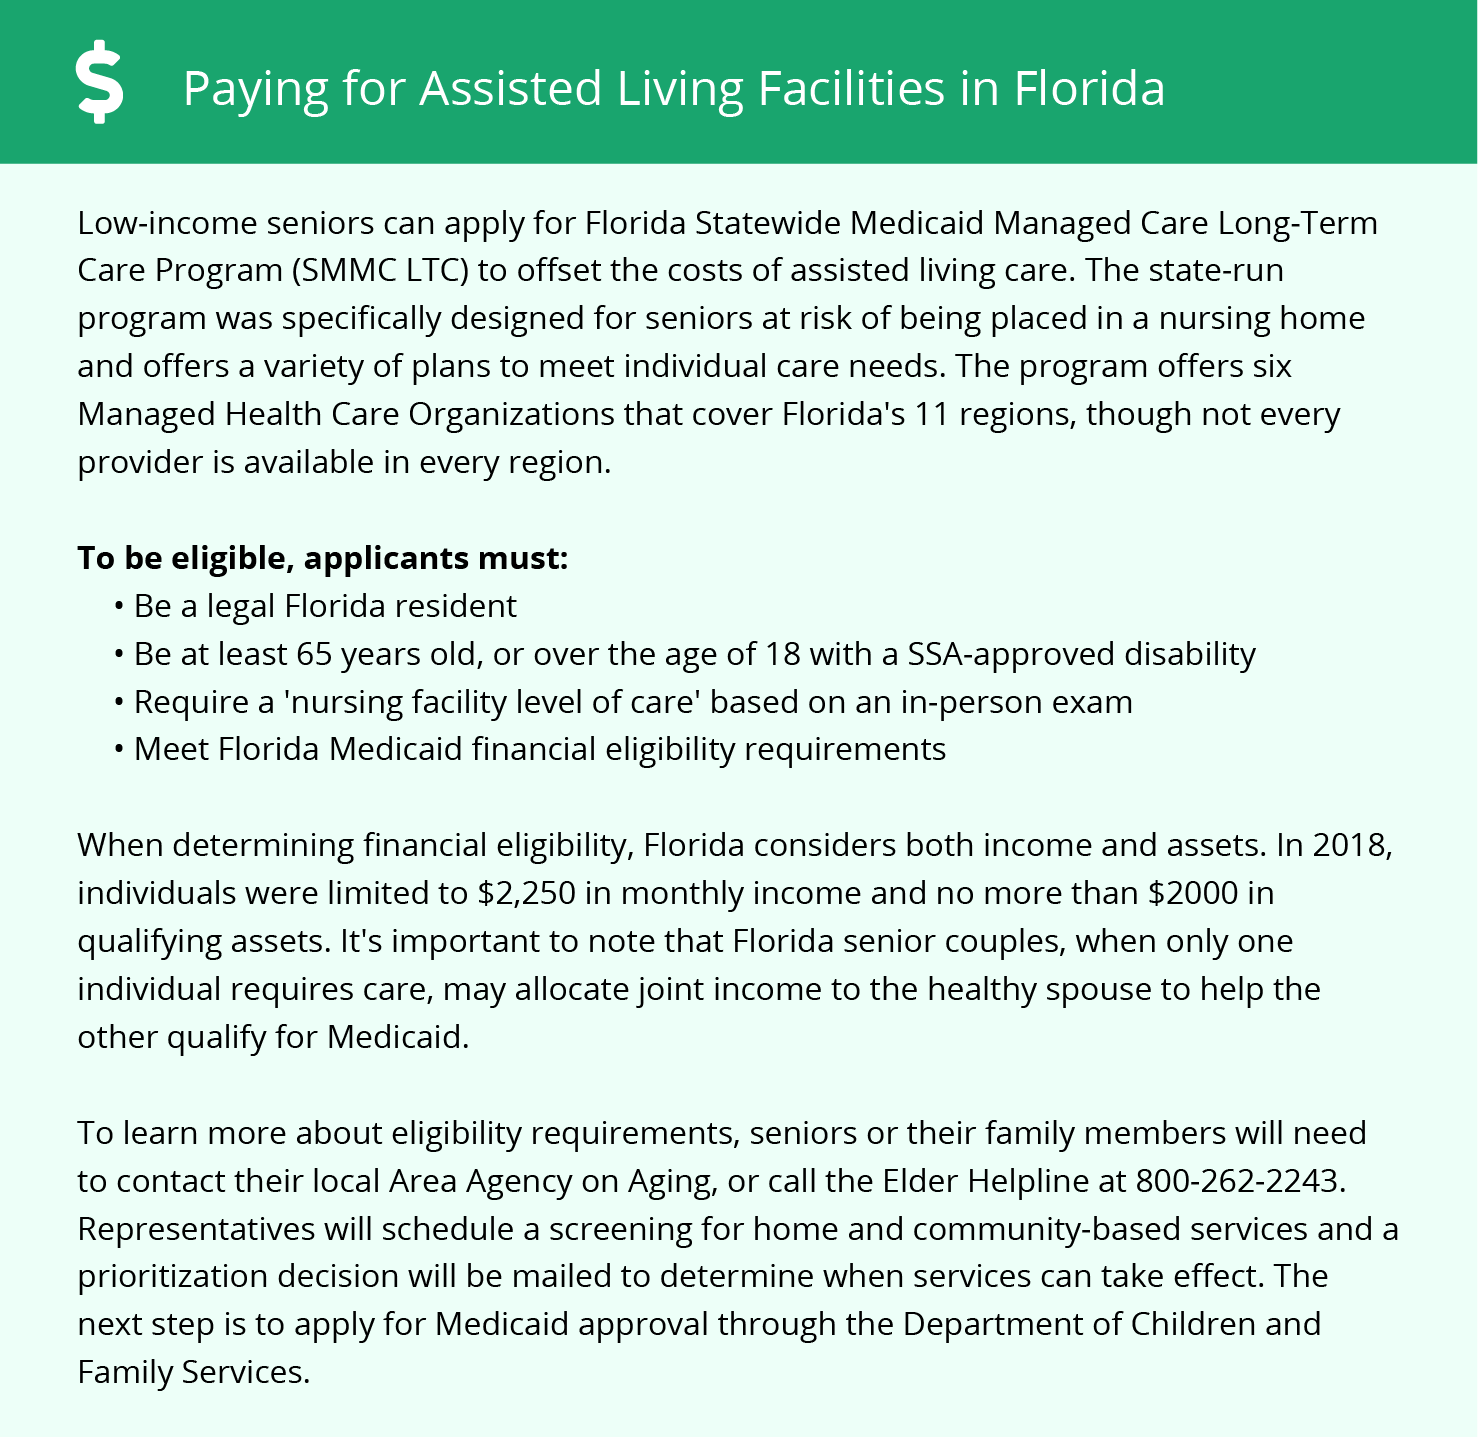 $ Paying for Assisted Living Facilities in Florida
Low-income seniors can apply for Florida Statewide Medicaid Managed Care Long-Term
Care Program (SMMC LTC) to offset the costs of assisted living care. The state-run
program was specifically designed for seniors at risk of being placed in a nursing home
and offers a variety of plans to meet individual care needs. The program offers six
Managed Health Care Organizations that cover Florida's 11 regions, though not every
provider is available in every region.
To be eligible, applicants must:
• Be a legal Florida resident
• Be at least 65 years old, or over the age of 18 with a SSA-approved disability
• Require a 'nursing facility level of care' based on an in-person exam
• Meet Florida Medicaid financial eligibility requirements
When determining financial eligibility, Florida considers both income and assets. In 2018,
individuals were limited to $2,250 in monthly income and no more than $2000 in
qualifying assets. It's important to note that Florida senior couples, when only one
individual requires care, may allocate joint income to the healthy spouse to help the
other qualify for Medicaid.
To learn more about eligibility requirements, seniors or their family members will need
to contact their local Area Agency on Aging, or call the Elder Helpline at 800-262-2243.
Representatives will schedule a screening for home and community-based services and a
prioritization decision will be mailed to determine when services can take effect. The
next step is to apply for Medicaid approval through the Department of Children and
Family Services.